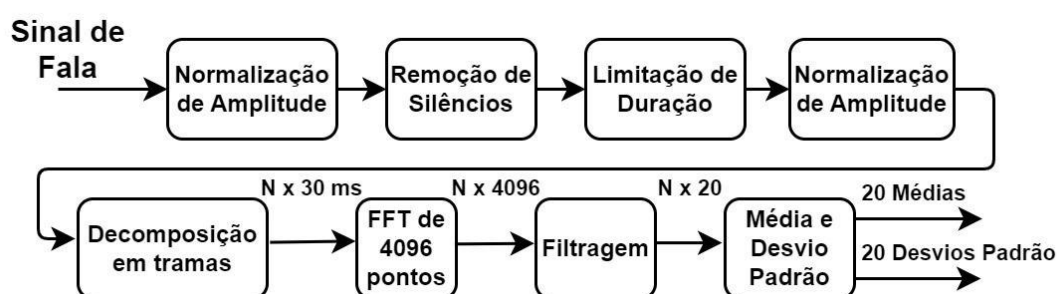 Sinal de
Fala
Normalização
de Amplitude
Remoção de
Silêncios
Limitação de
Duração
Normalização
de Amplitude
Decomposição
em tramas
N x 30 ms
FFT de
4096
pontos
N x 4096
Filtragem
N x 20
Média e
Desvio
Padrão
20 Médias
20 Desvios Padrão